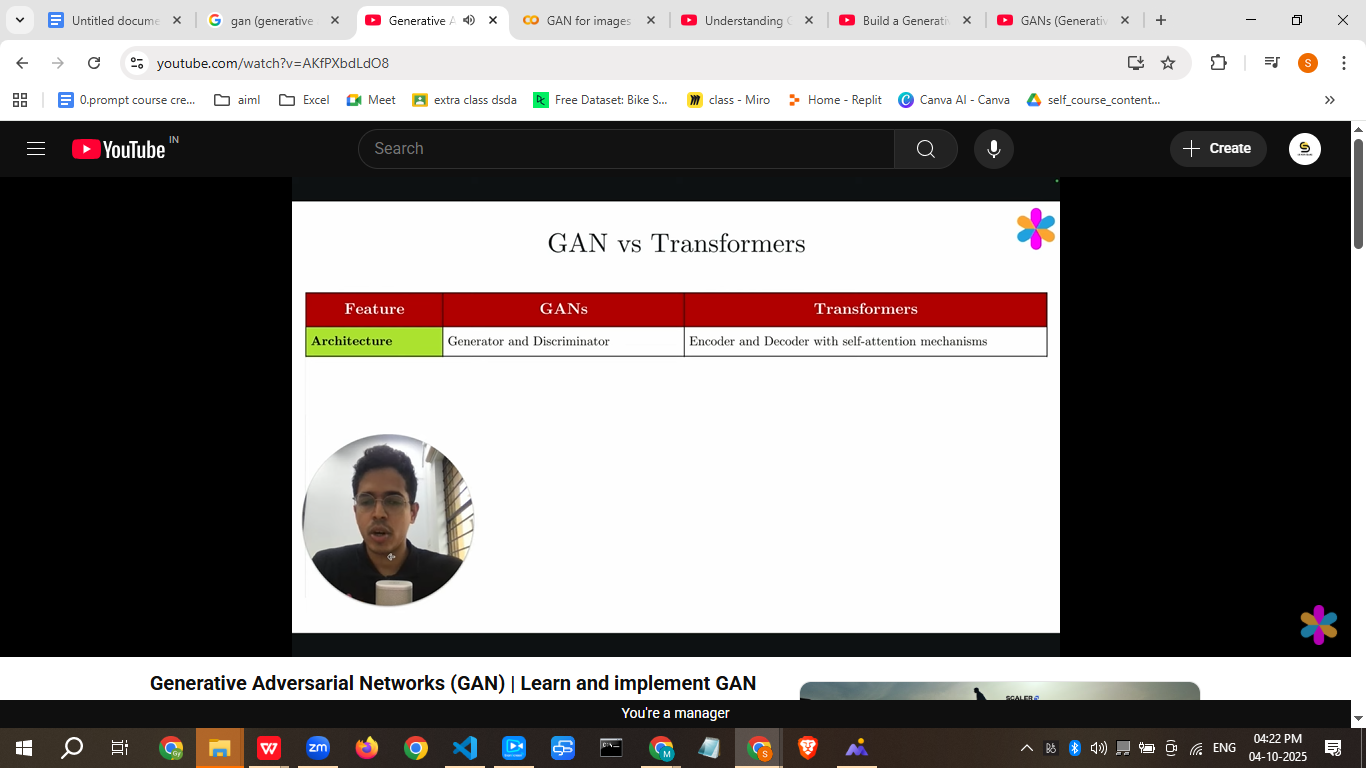 Untitled docume
gan (generative
Generative A
GAN for images
Understanding G
Build a Generativ
GANs (Generativ
youtube.com/watch?v=AKfPXbdLdO8
0.prompt course cre...
aiml
Excel
Meet
extra class dsda
Free Dataset: Bike S...
class - Miro
Home - Replit
Canva AI - Canva
self_course_content...
YouTube IN
Search
Create
GAN vs Transformers
Feature GANs Transformers
Architecture Generator and Discriminator Encoder and Decoder with self-attention mechanisms
Generative Adversarial Networks (GAN) | Learn and implement GAN
SCALER
You're a manager
ENG
04:22 PM
04-10-2025